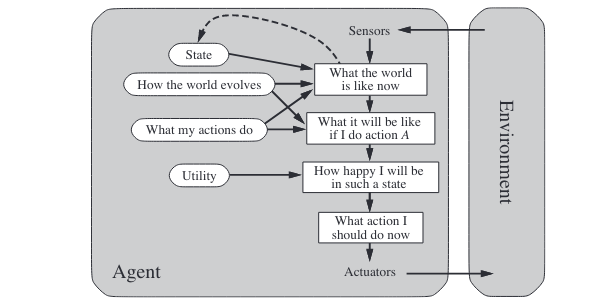 Sensors
State
What the world
is like now
How the world evolves
What it will be like
if I do action A
What my actions do
How happy I will be
in such a state
Utility
What action I
should do now
Agent
Actuators
Environment